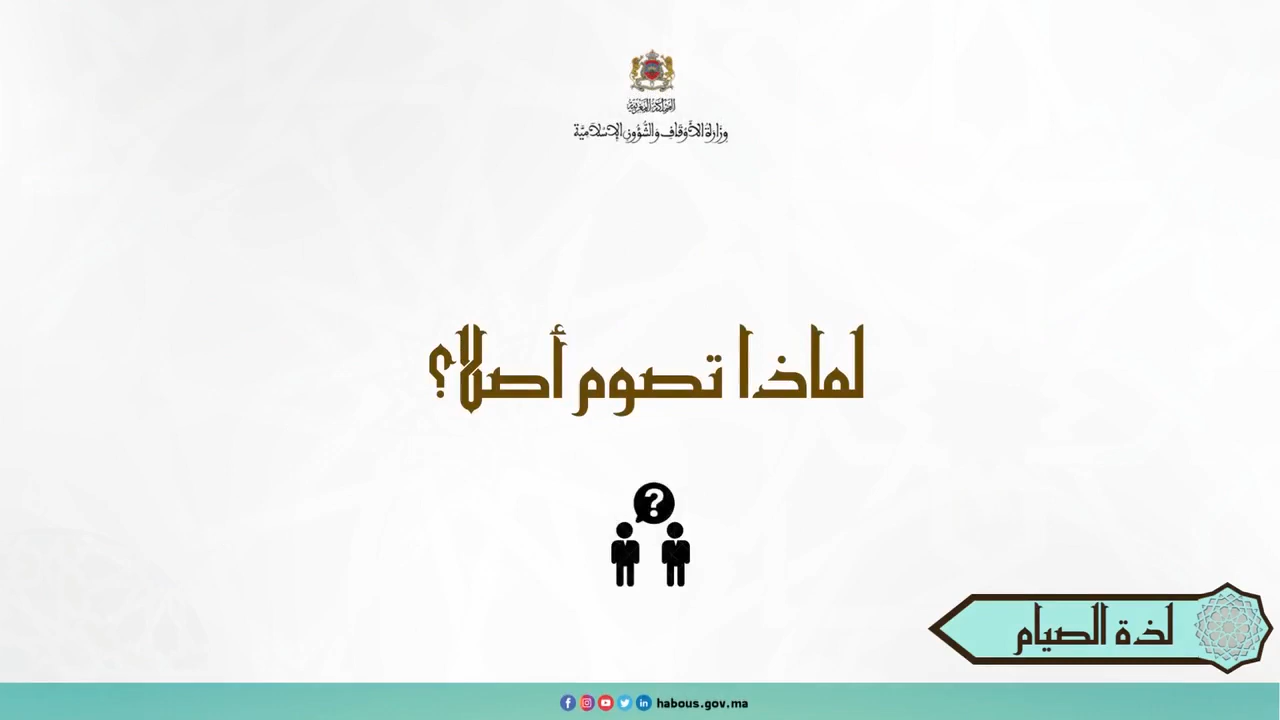 المملكة المغربية
وزارة الأوقاف والشؤون الإسلامية
لماذا تصوم أصلا؟
?
لذة الصيام
habous.gov.ma